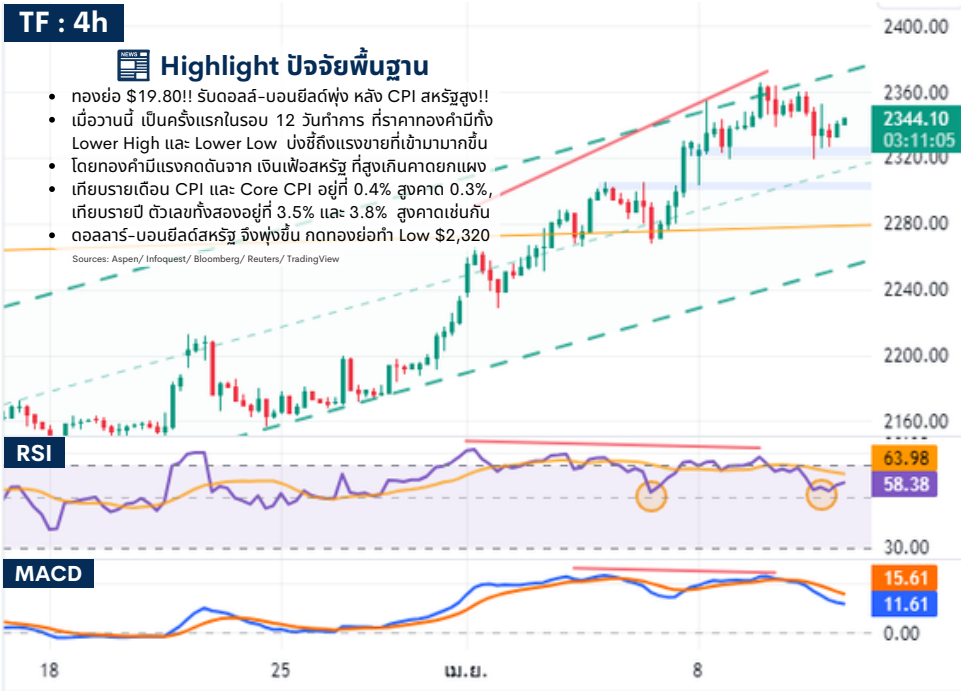 TF : 4h
NEWS
Highlight ปัจจัยพื้นฐาน
• ทองย่อ $19.80!! รับดอลล์-บอนยีลด์พุ่ง หลัง CPI สหรัฐสูง!!
• เมื่อวานนี้ เป็นครั้งแรกในรอบ 12 วันทำการ ที่ราคาทองคำมีทั้ง
Lower High และ Lower Low บ่งชี้ถึงแรงขายที่เข้ามามากขึ้น
• โดยทองคำมีแรงกดดันจาก เงินเฟ้อสหรัฐ ที่สูงเกินคาดยกแผง
• เทียบรายเดือน CPI และ Core CPI อยู่ที่ 0.4% สูงคาด 0.3%,
เทียบรายปี ตัวเลขทั้งสองอยู่ที่ 3.5% และ 3.8% สูงคาดเช่นกัน
• ดอลลาร์-บอนยีลด์สหรัฐ จึงพุ่งขึ้น กดทองย่อทำ Low $2,320
Sources: Aspen/ Infoquest/ Bloomberg/ Reuters/ TradingView
2400.00
2360.00
2344.10
03:11:05
2320.00
2280.00
2240.00
2200.00
2160.00
RSI
63.98
58.38
30.00
MACD
15.61
11.61
0.00
18 25 เม.ย. 8